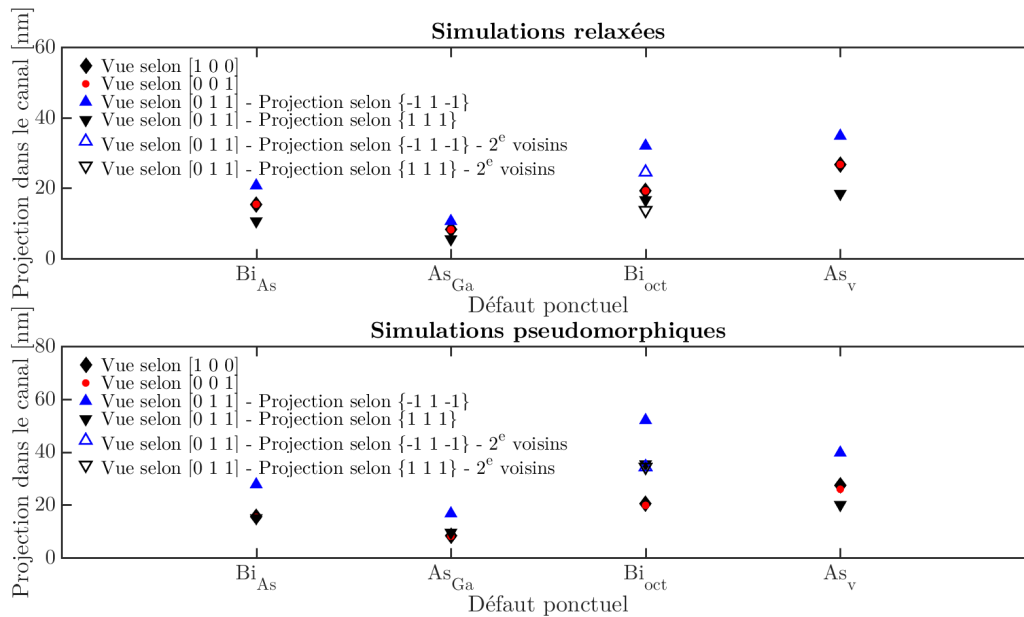 Simulations relaxées
Projection dans le canal [nm]
60
40
20
0
Vue selon [1 0 0]
Vue selon [0 0 1]
Vue selon [0 1 1] - Projection selon {-1 1 -1}
Vue selon [0 1 1] - Projection selon {1 1 1}
Vue selon [0 1 1] - Projection selon {-1 1 -1} - 2e voisins
Vue selon [0 1 1] - Projection selon {1 1 1} - 2e voisins
BiAs AsGa Bioct Asv
Défaut ponctuel
Simulations pseudomorphiques
Projection dans le canal [nm]
80
60
40
20
0
Vue selon [1 0 0]
Vue selon [0 0 1]
Vue selon [0 1 1] - Projection selon {-1 1 -1}
Vue selon [0 1 1] - Projection selon {1 1 1}
Vue selon [0 1 1] - Projection selon {-1 1 -1} - 2e voisins
Vue selon [0 1 1] - Projection selon {1 1 1} - 2e voisins
BiAs AsGa Bioct Asv
Défaut ponctuel